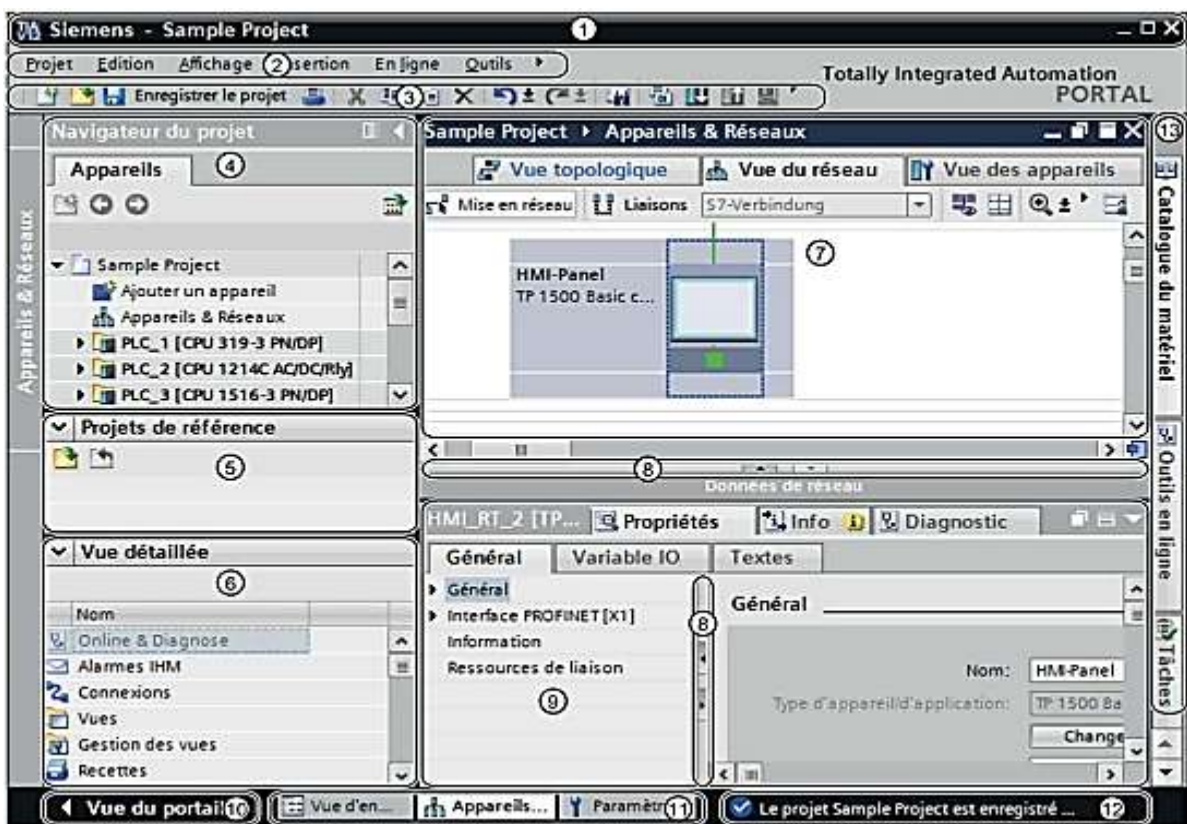 Siemens - Sample Project
①
Projet Edition Affichage ② sertion En ligne Outils
Totally Integrated Automation
PORTAL
Enregistrer le projet ③
Navigateur du projet
Appareils ④
Sample Project
Ajouter un appareil
Appareils & Réseaux
PLC_1 [CPU 319-3 PN/DP]
PLC_2 [CPU 1214C AC/DC/Rly]
PLC_3 [CPU 1516-3 PN/DP]
Appareils & Réseaux
Projets de référence
⑤
Vue détaillée
⑥
Nom
Online & Diagnose
Alarmes IHM
Connexions
Vues
Gestion des vues
Recettes
Sample Project Appareils & Réseaux
Vue topologique Vue du réseau Vue des appareils
Mise en réseau Liaisons S7-Verbindung
⑦
HMI-Panel
TP 1500 Basic c...
⑧
Données de réseau
HMI_RT_2 [TP... Propriétés Info Diagnostic
Général Variable IO Textes
Général
Interface PROFINET [X1]
Information
Ressources de liaison
⑨
⑧
Général
Nom: HMI-Panel
Type d'appareil/d'application: TP 1500 Ba
Change
⑬
Catalogue du matériel
Outils en ligne
Tâches
Vue du portail ⑩ Vue d'en... Appareils... Paramètr ⑪ Le projet Sample Project est enregistré ... ⑫